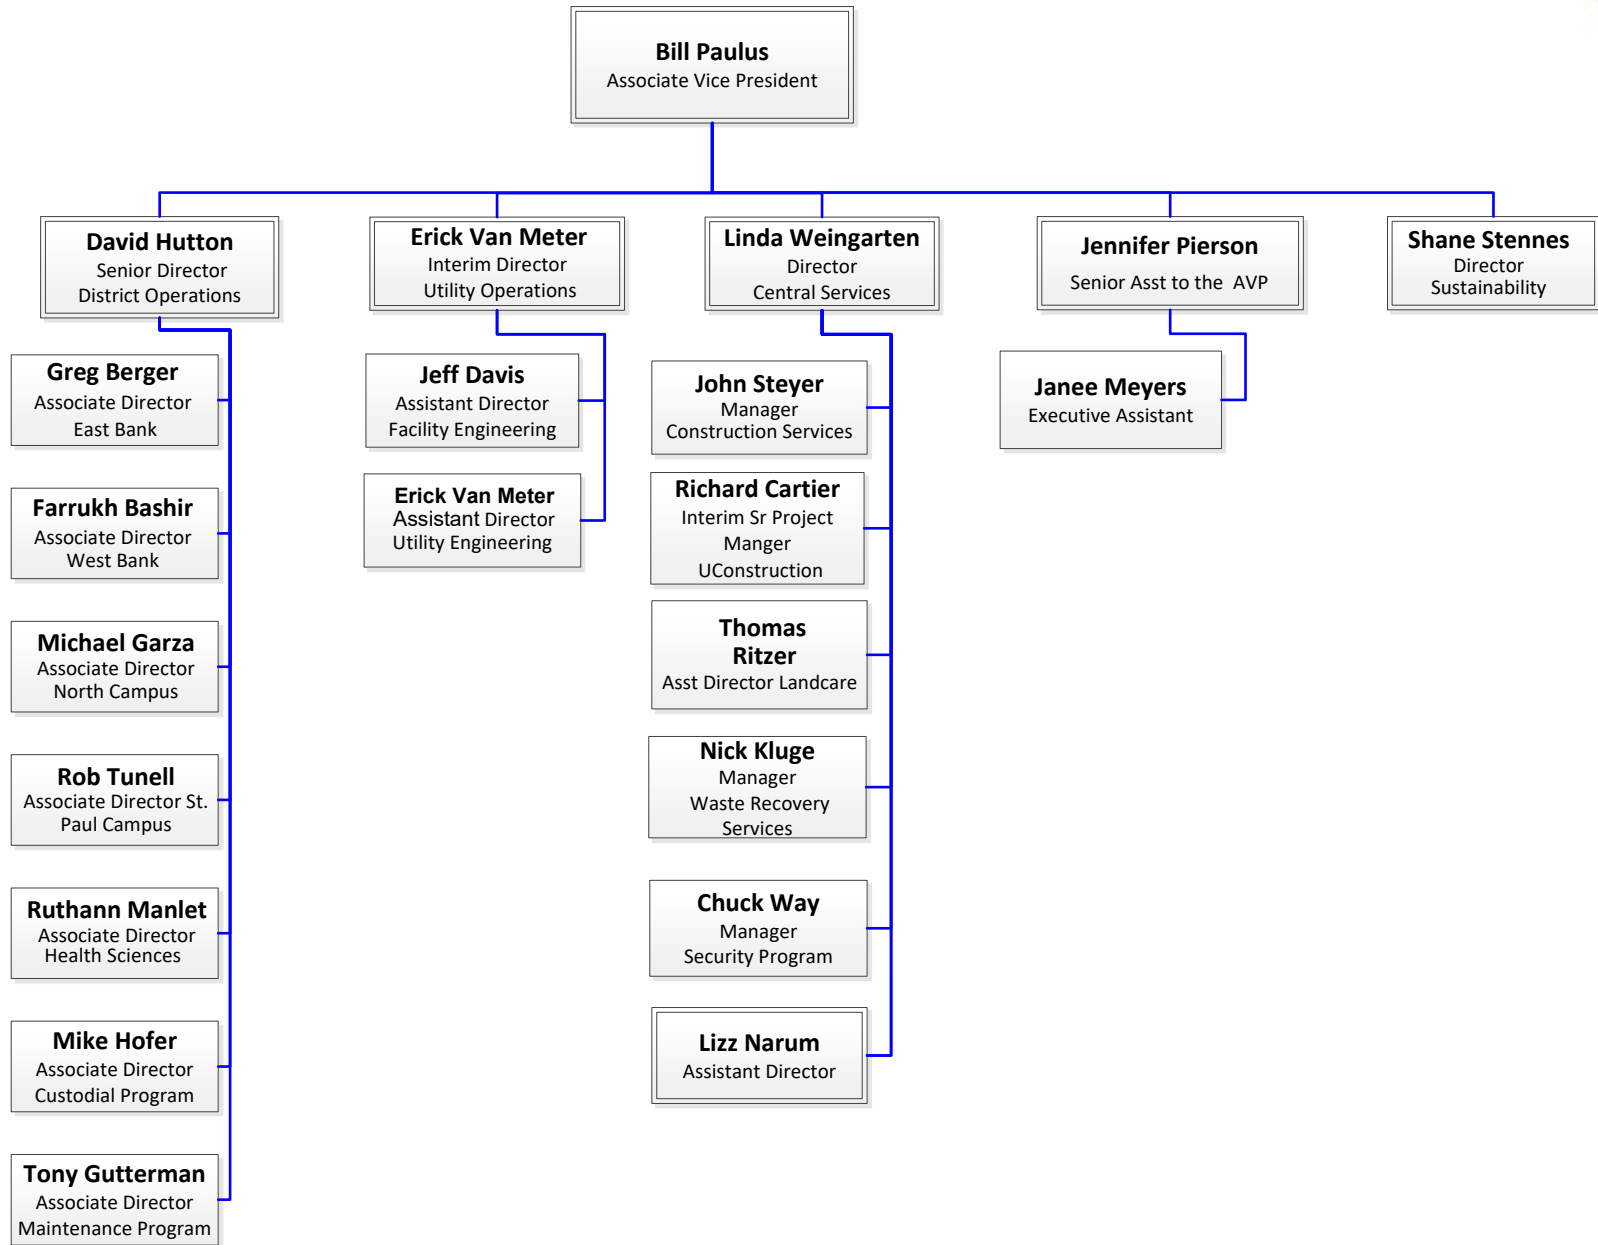 Bill Paulus
Associate Vice President
David Hutton
Senior Director
District Operations
Erick Van Meter
Interim Director
Utility Operations
Linda Weingarten
Director
Central Services
Jennifer Pierson
Senior Asst to the  AVP
Shane Stennes
Director
Sustainability
Greg Berger
Associate Director
East Bank
Farrukh Bashir
Associate Director
West Bank
Michael Garza
Associate Director
North Campus
Rob Tunell
Associate Director St.
Paul Campus
Ruthann Manlet
Associate Director
Health Sciences
Mike Hofer
Associate Director
Custodial Program
Tony Gutterman
Associate Director
Maintenance Program
Jeff Davis
Assistant Director
Facility Engineering
Erick Van Meter
Assistant Director
Utility Engineering
John Steyer
Manager
Construction Services
Richard Cartier
Interim Sr Project
Manger
UConstruction
Thomas
Ritzer
Asst Director Landcare
Nick Kluge
Manager
Waste Recovery
Services
Chuck Way
Manager
Security Program
Lizz Narum
Assistant Director
Janee Meyers
Executive Assistant